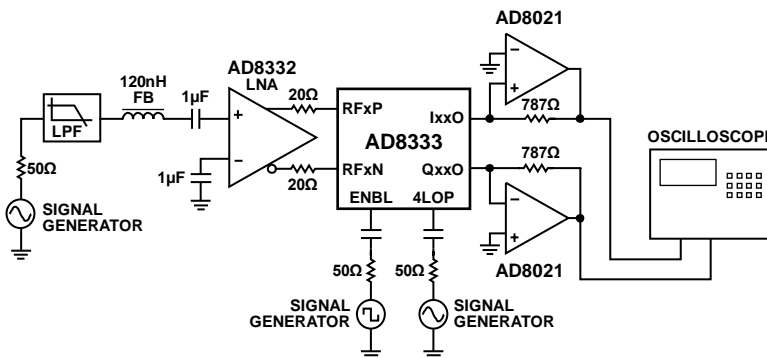 AD8021
120nH
FB
AD8332
LNA
1µF
20Ω
RFxP
IxxO
787Ω
LPF
AD8333
OSCILLOSCOPE
787Ω
50Ω
1µF
20Ω
RFxN
QxxO
ENBL
4LOP
SIGNAL
GENERATOR
AD8021
50Ω
50Ω
SIGNAL
GENERATOR
SIGNAL
GENERATOR